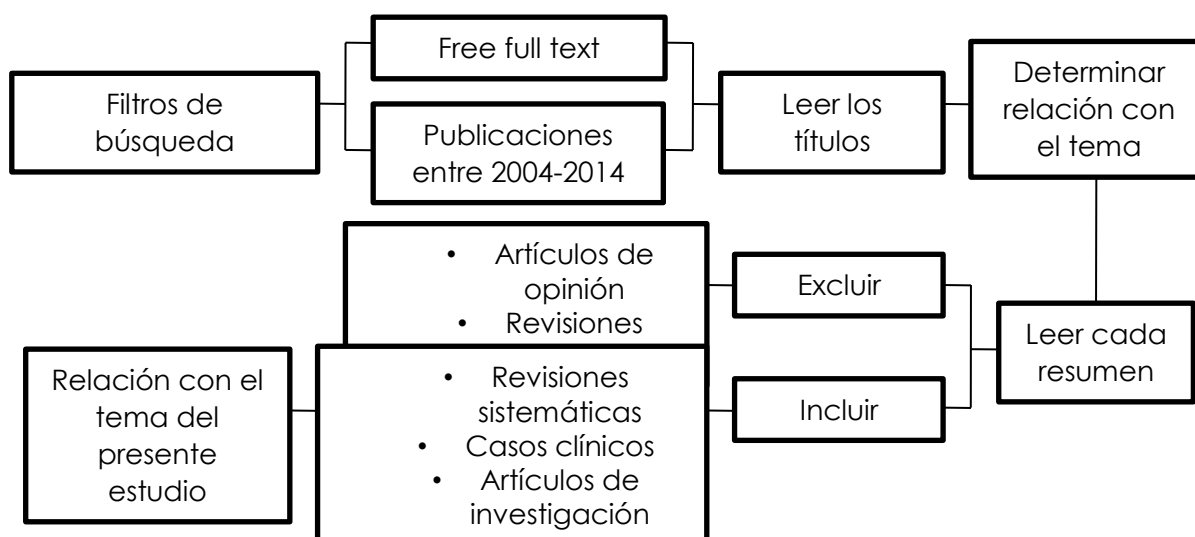 Filtros de
búsqueda
Free full text
Publicaciones
entre 2004-2014
Leer los
títulos
Determinar
relación con
el tema
Leer cada
resumen
Excluir
• Artículos de
opinión
• Revisiones
Incluir
• Revisiones
sistemáticas
• Casos clínicos
• Artículos de
investigación
Relación con el
tema del
presente
estudio